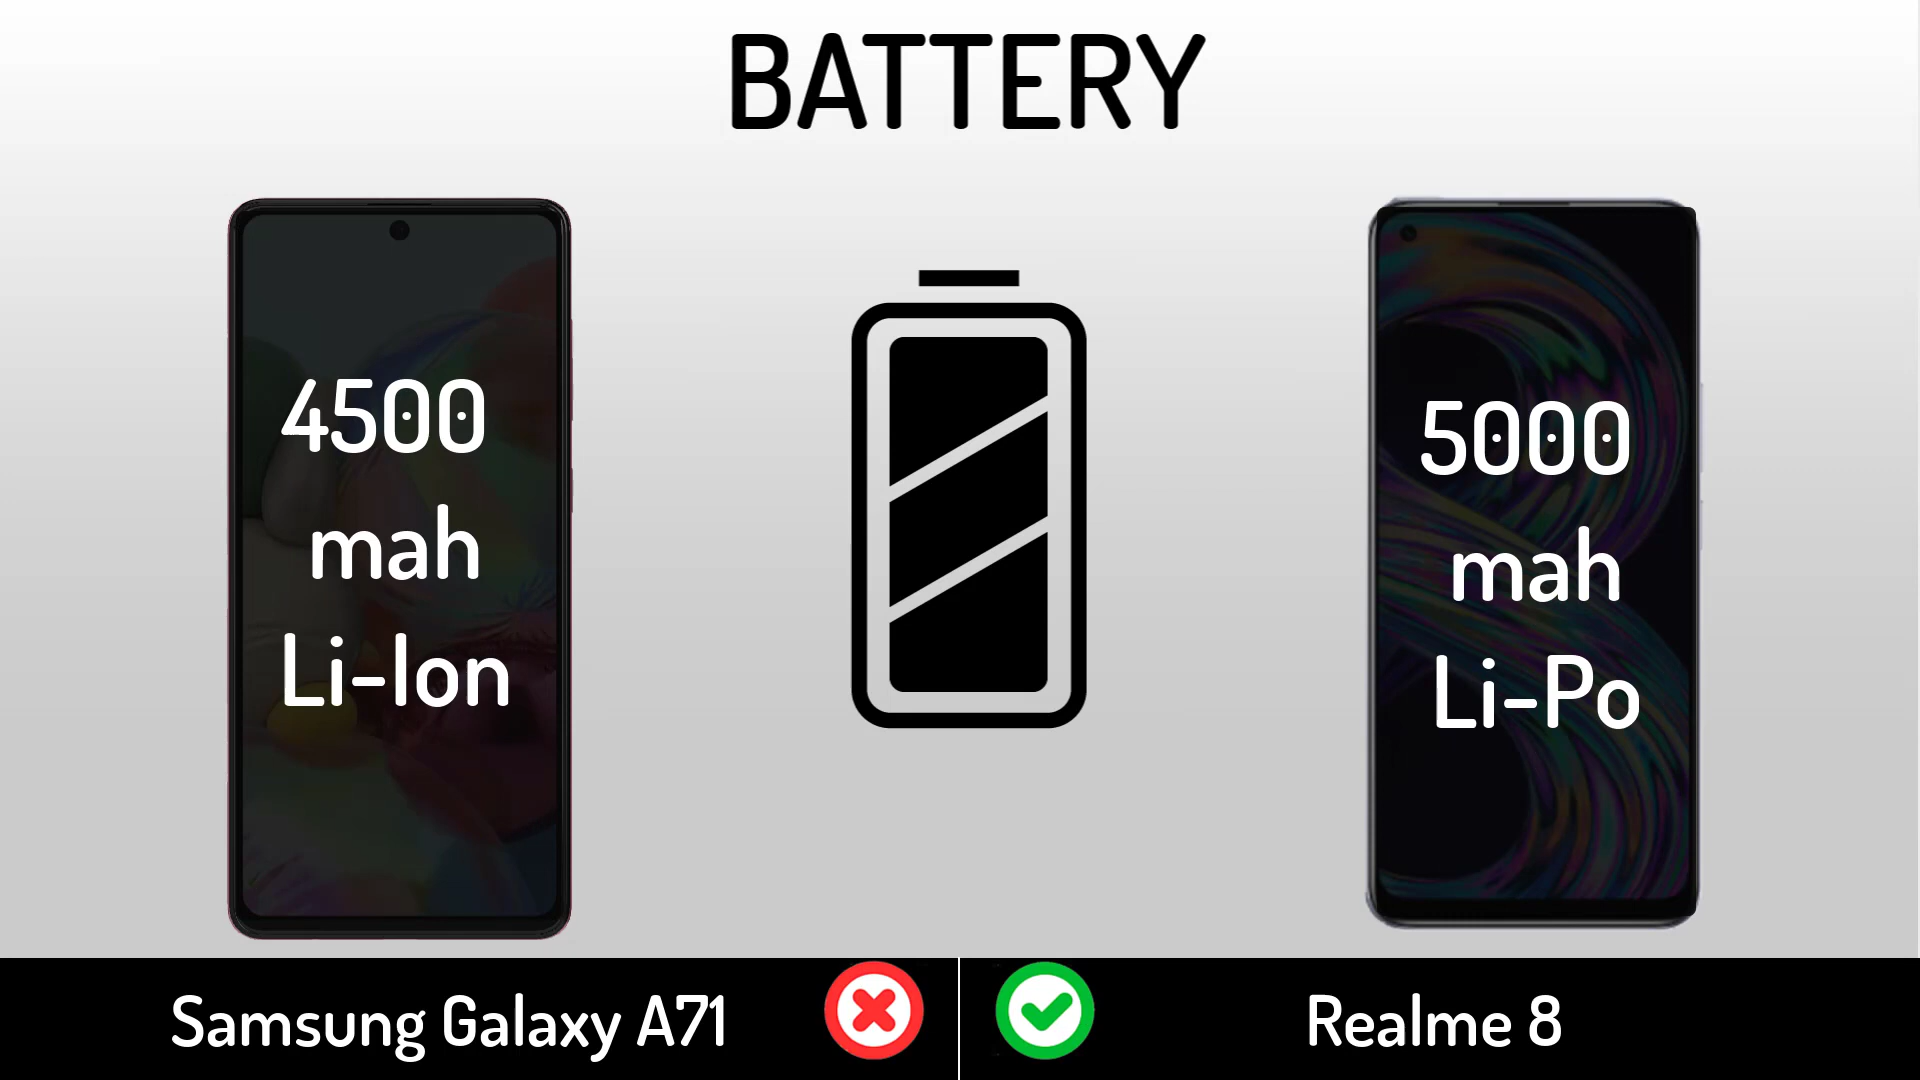 BATTERY
4500
mah
Li-Ion
5000
mah
Li-Po
Samsung Galaxy A71
Realme 8